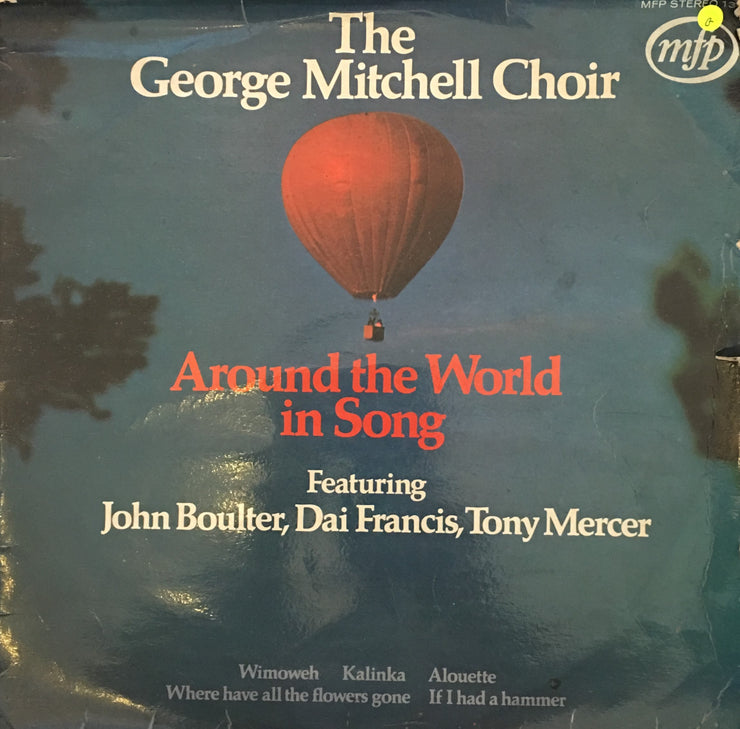 MFP STEREO
mfp
The
George Mitchell Choir
Around the World
in Song
Featuring
John Boulter, Dai Francis, Tony Mercer
Wimoweh Kalinka Alouette
Where have all the flowers gone If I had a hammer